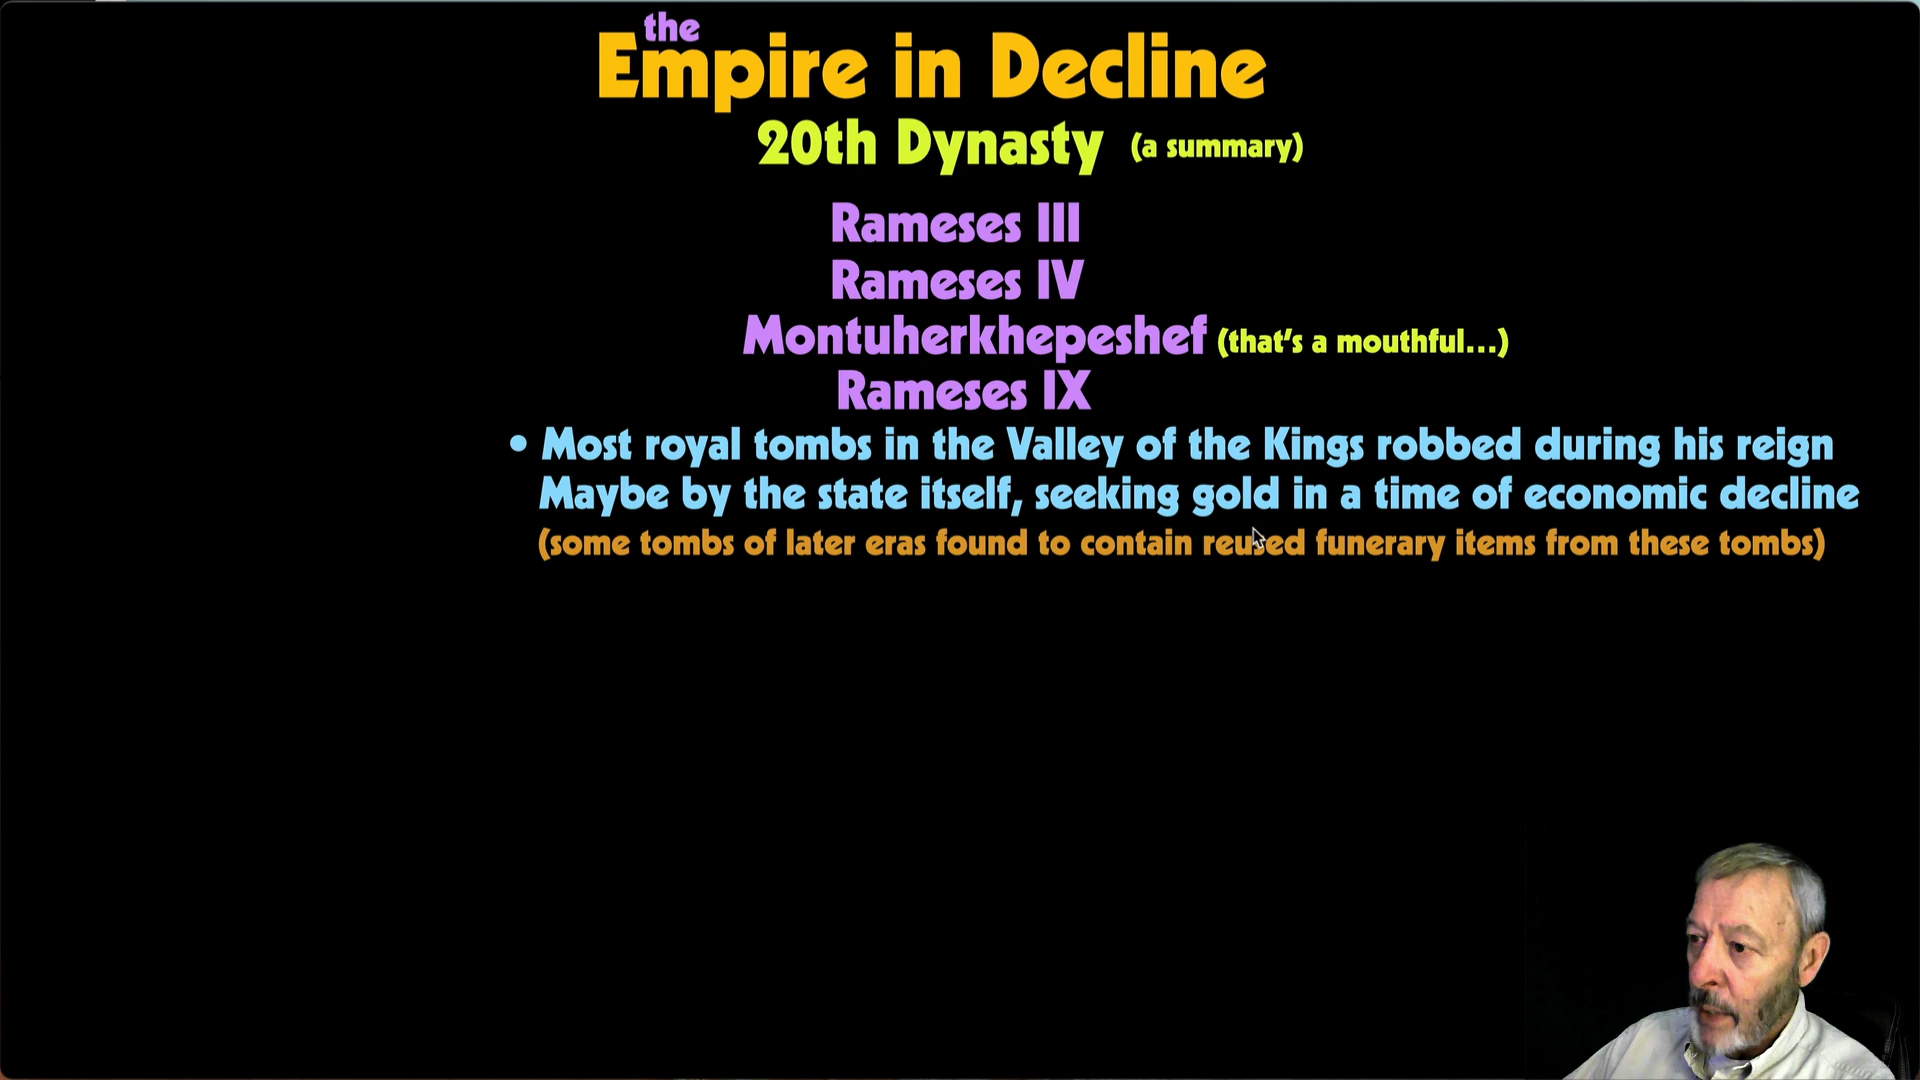 the
Empire in Decline
20th Dynasty (a summary)
Rameses III
Rameses IV
Montuherkhepeshef (that's a mouthful...)
Rameses IX
• Most royal tombs in the Valley of the Kings robbed during his reign
Maybe by the state itself, seeking gold in a time of economic decline
(some tombs of later eras found to contain reused funerary items from these tombs)